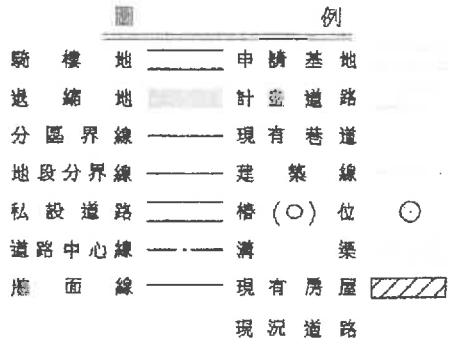 圖 例
騎樓地 申請基地
退縮地 計畫道路
分區界線 現有巷道
地段分界線 建築線
私設道路 樁(○)位
道路中心線 溝渠
牆面線 現有房屋
現況道路